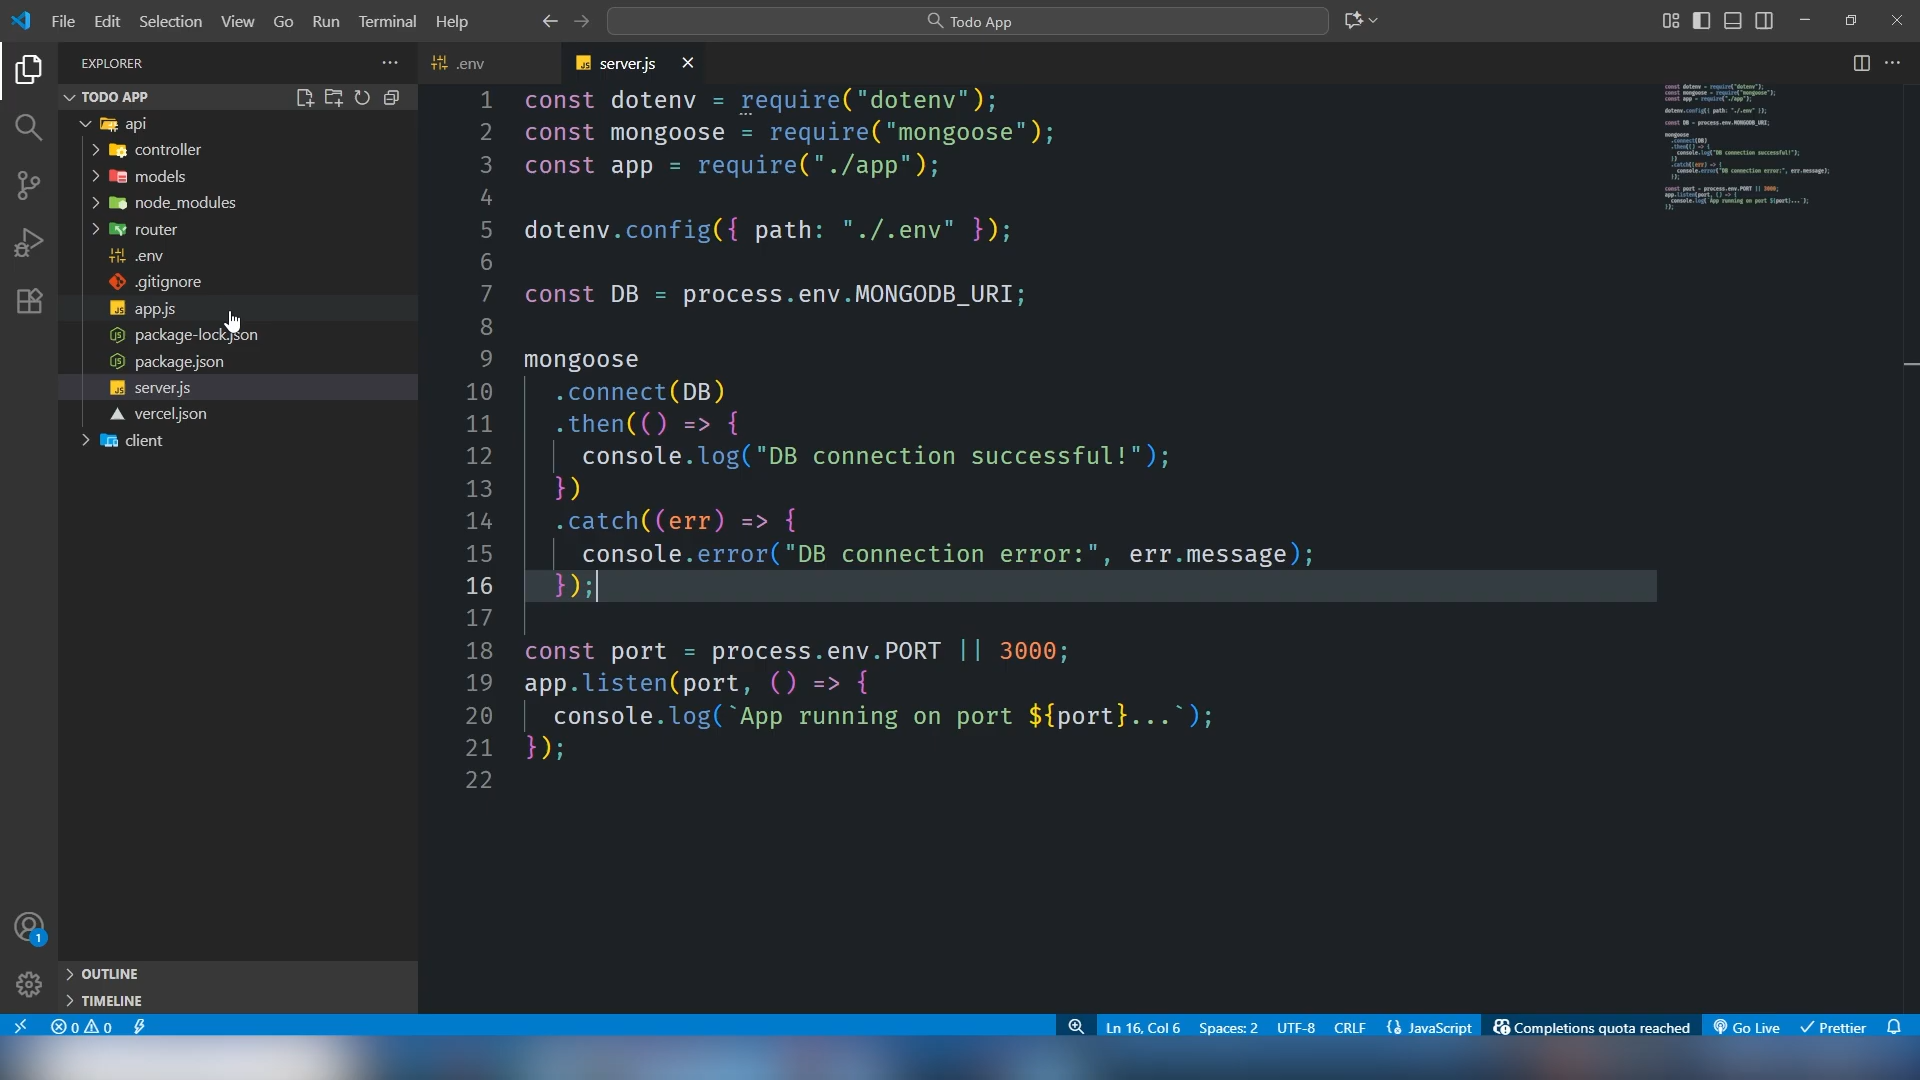 File Edit Selection View Go Run Terminal Help
Todo App
EXPLORER
TODO APP
api
controller
models
node_modules
router
.env
.gitignore
app.js
package-lock.json
package.json
server.js
vercel.json
client
OUTLINE
TIMELINE
.env
server.js
1 const dotenv = require("dotenv");
2 const mongoose = require("mongoose");
3 const app = require("./app");
4
5 dotenv.config({ path: "./.env" });
6
7 const DB = process.env.MONGODB_URI;
8
9 mongoose
10 .connect(DB)
11 .then(() => {
12 console.log("DB connection successful!");
13 })
14 .catch((err) => {
15 console.error("DB connection error:", err.message);
16 });
17
18 const port = process.env.PORT || 3000;
19 app.listen(port, () => {
20 console.log(`App running on port ${port}...`);
21 });
22
1
0 0
Ln 16, Col 6 Spaces: 2 UTF-8 CRLF {} JavaScript Completions quota reached Go Live Prettier